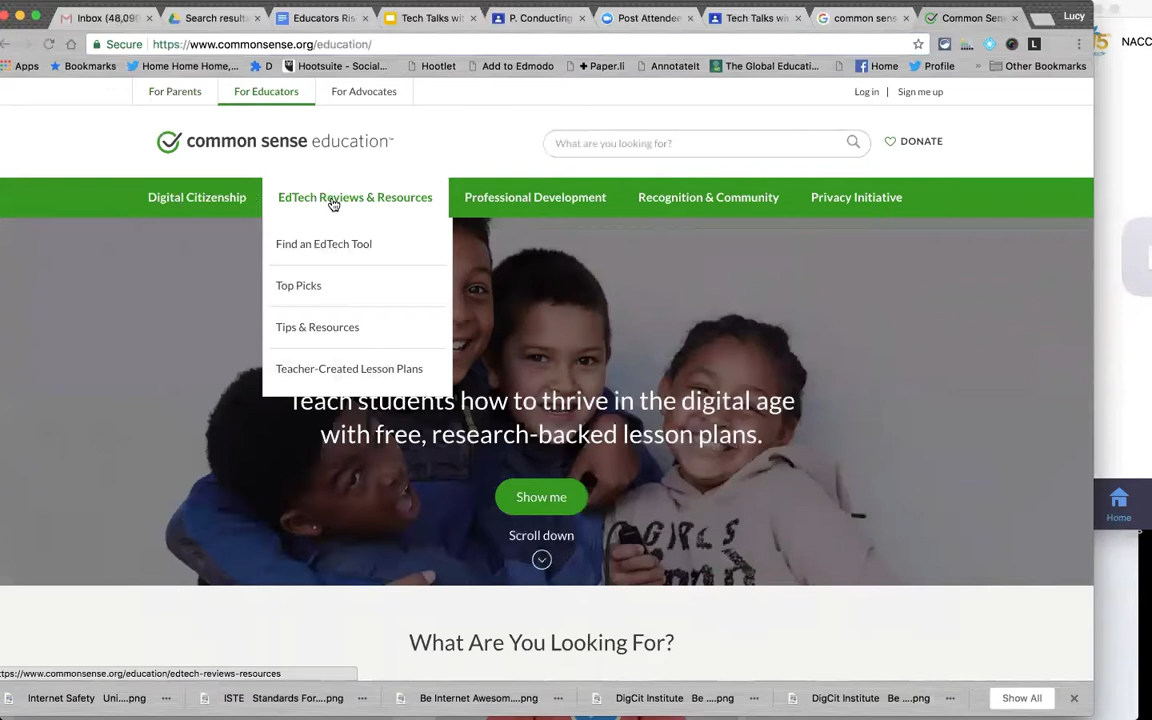 Inbox (48,09
Search result
Educators Ris
Tech Talks wi
P. Conducting
Post Attende
Tech Talks wi
common sens
Common Sen
Lucy
Secure https://www.commonsense.org/education/
NACC
Apps
Bookmarks
Home Home Home,...
D
Hootsuite - Social...
Hootlet
Add to Edmodo
+ Paper.li
AnnotateIt
The Global Educati...
Home
Profile
» Other Bookmarks
For Parents
For Educators
For Advocates
Log in | Sign me up
common sense education™
What are you looking for?
DONATE
Digital Citizenship
EdTech Reviews & Resources
Professional Development
Recognition & Community
Privacy Initiative
Find an EdTech Tool
Top Picks
Tips & Resources
Teacher-Created Lesson Plans
Teach students how to thrive in the digital age
with free, research-backed lesson plans.
Show me
Scroll down
Home
What Are You Looking For?
ttps://www.commonsense.org/education/edtech-reviews-resources
Internet Safety Uni....png
ISTE Standards For....png
Be Internet Awesom....png
DigCit Institute Be ....png
DigCit Institute Be ....png
Show All